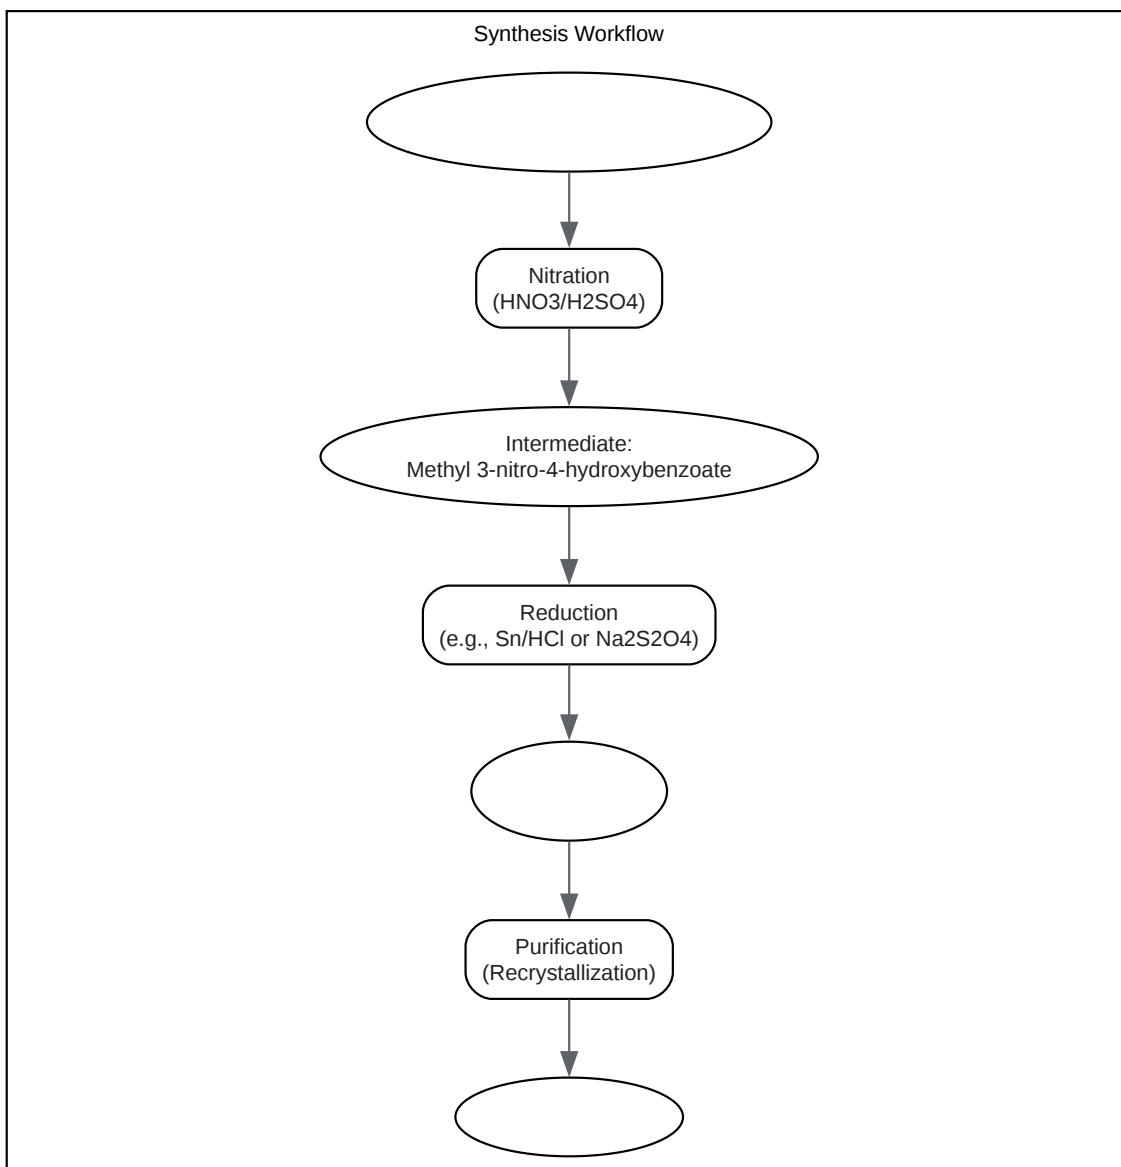 Synthesis Workflow
Nitration
(HNO3/H2SO4)
Intermediate:
Methyl 3-nitro-4-hydroxybenzoate
Reduction
(e.g., Sn/HCl or Na2S2O4)
Purification
(Recrystallization)